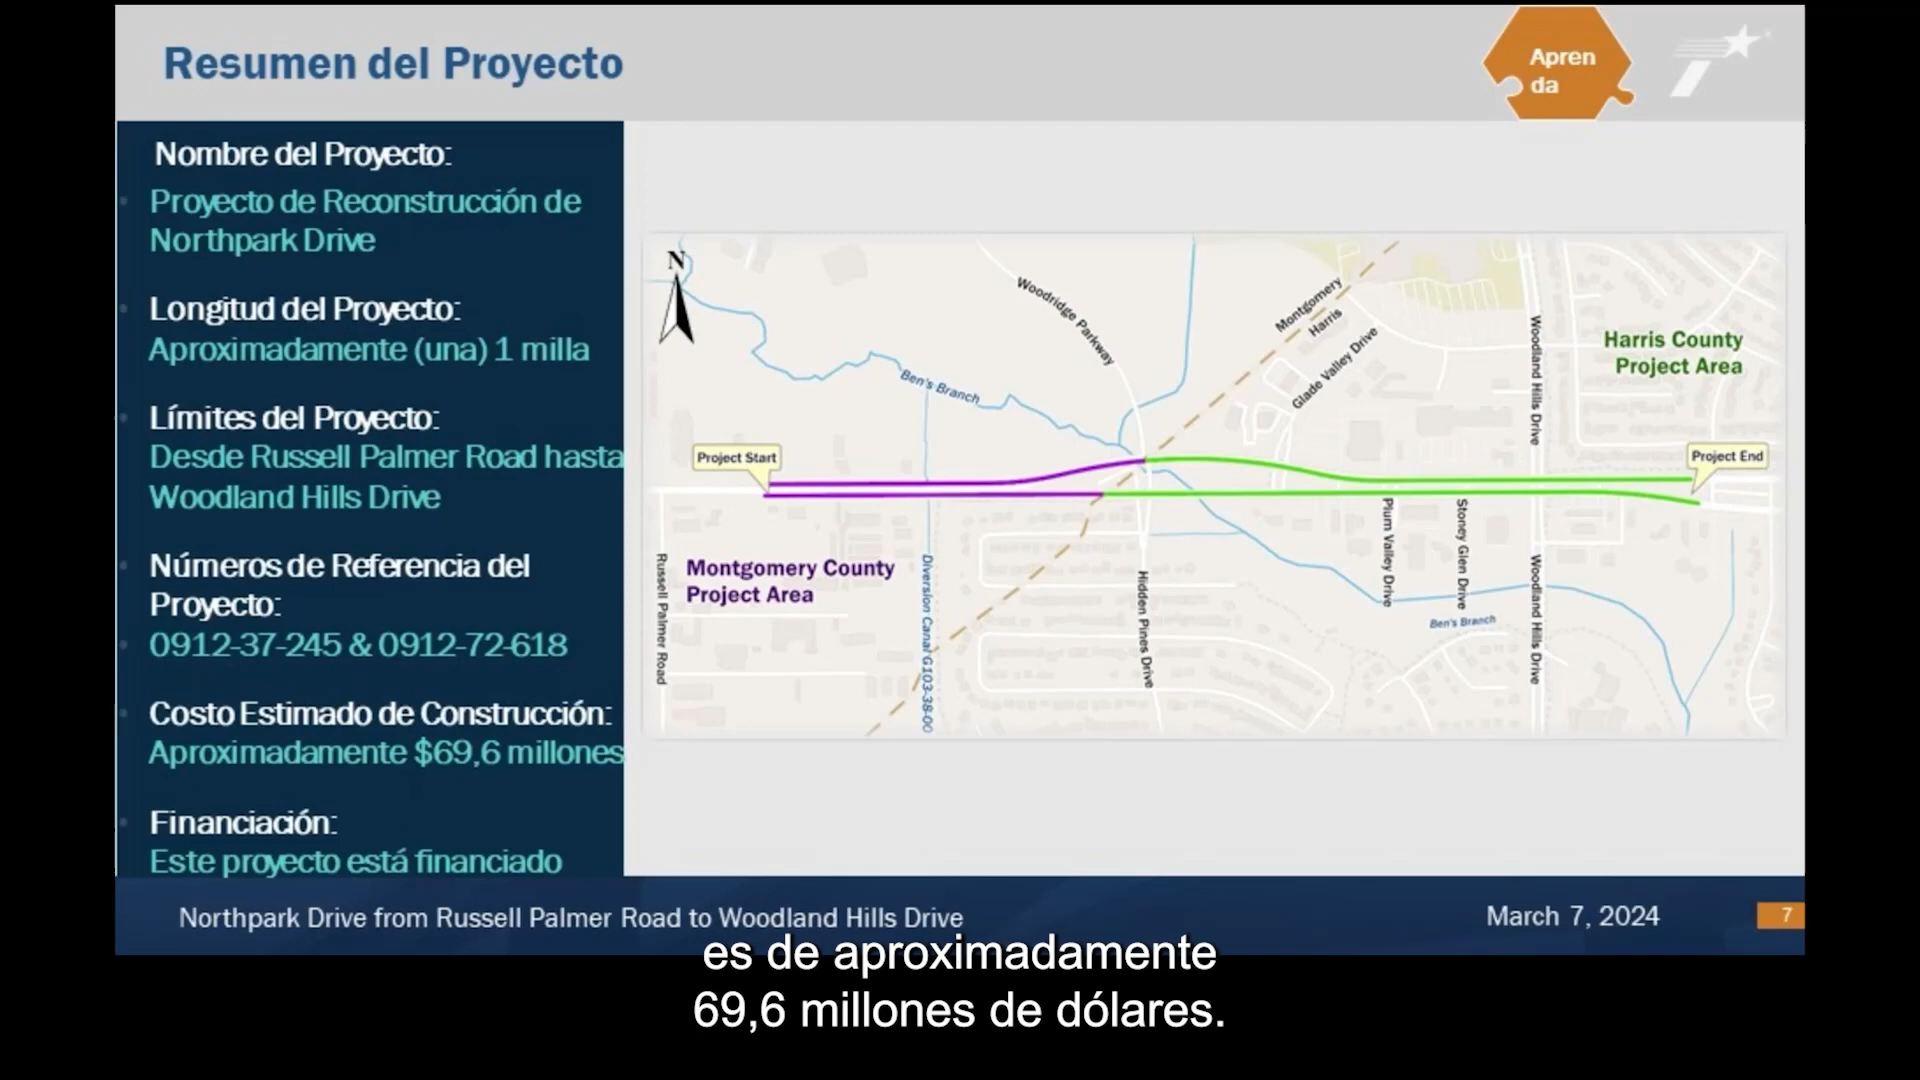 Resumen del Proyecto
Apren
da
Nombre del Proyecto:
Proyecto de Reconstrucción de
Northpark Drive
Longitud del Proyecto:
Aproximadamente (una) 1 milla
Límites del Proyecto:
Desde Russell Palmer Road hasta
Woodland Hills Drive
Números de Referencia del
Proyecto:
0912-37-245 & 0912-72-618
Costo Estimado de Construcción:
Aproximadamente $69,6 millones
Financiación:
Este proyecto está financiado
N
Woodridge Parkway
Montgomery
Harris
Glade Valley Drive
Woodland Hills Drive
Harris County
Project Area
Ben's Branch
Project Start
Project End
Montgomery County
Project Area
Russell Palmer Road
Diversion Canal G103-38-00
Hidden Pines Drive
Plum Valley Drive
Stoney Glen Drive
Woodland Hills Drive
Ben's Branch
Northpark Drive from Russell Palmer Road to Woodland Hills Drive
March 7, 2024
7
es de aproximadamente
69,6 millones de dólares.